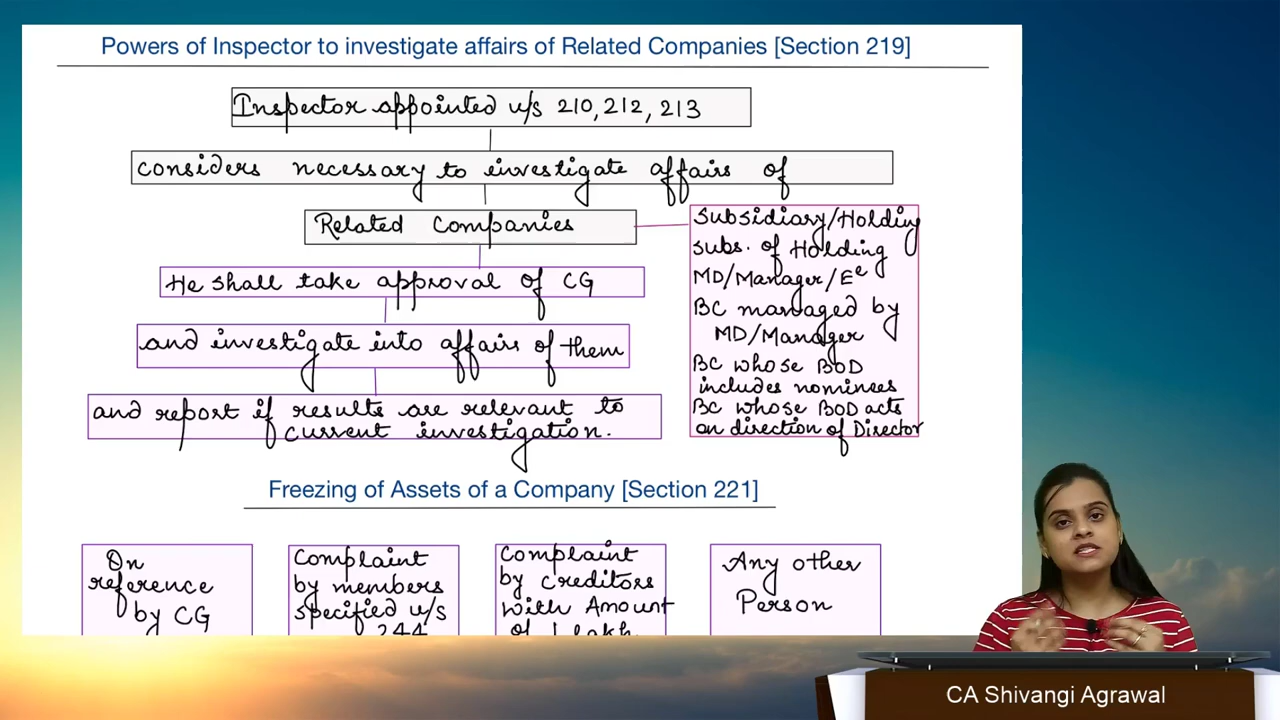 Powers of Inspector to investigate affairs of Related Companies [Section 219]
Inspector appointed u/s 210, 212, 213
considers necessary to investigate affairs of
Related Companies
He shall take approval of CG
and investigate into affairs of them
and report if results are relevant to
current investigation.
Subsidiary/Holding
subs. of Holding
MD/Manager/Eᵉ
BC managed by
MD/Manager
BC whose BOD
includes nominees
BC whose BOD acts
on direction of Director
Freezing of Assets of a Company [Section 221]
On
reference
by CG
Complaint
by members
specified u/s
244
Complaint
by creditors
with Amount
of 1 lakh
Any other
Person
CA Shivangi Agrawal